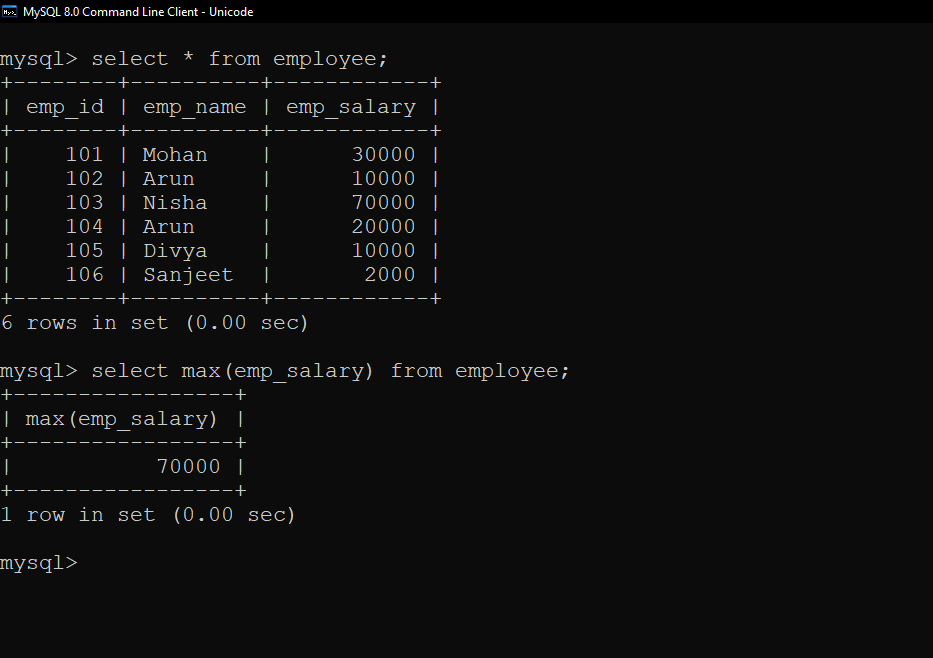 MySQL 8.0 Command Line Client - Unicode
mysql> select * from employee;
+--------+----------+------------+
| emp_id | emp_name | emp_salary |
+--------+----------+------------+
|    101 | Mohan    |      30000 |
|    102 | Arun     |      10000 |
|    103 | Nisha    |      70000 |
|    104 | Arun     |      20000 |
|    105 | Divya    |      10000 |
|    106 | Sanjeet  |       2000 |
+--------+----------+------------+
6 rows in set (0.00 sec)
mysql> select max(emp_salary) from employee;
+-----------------+
| max(emp_salary) |
+-----------------+
|           70000 |
+-----------------+
1 row in set (0.00 sec)
mysql>